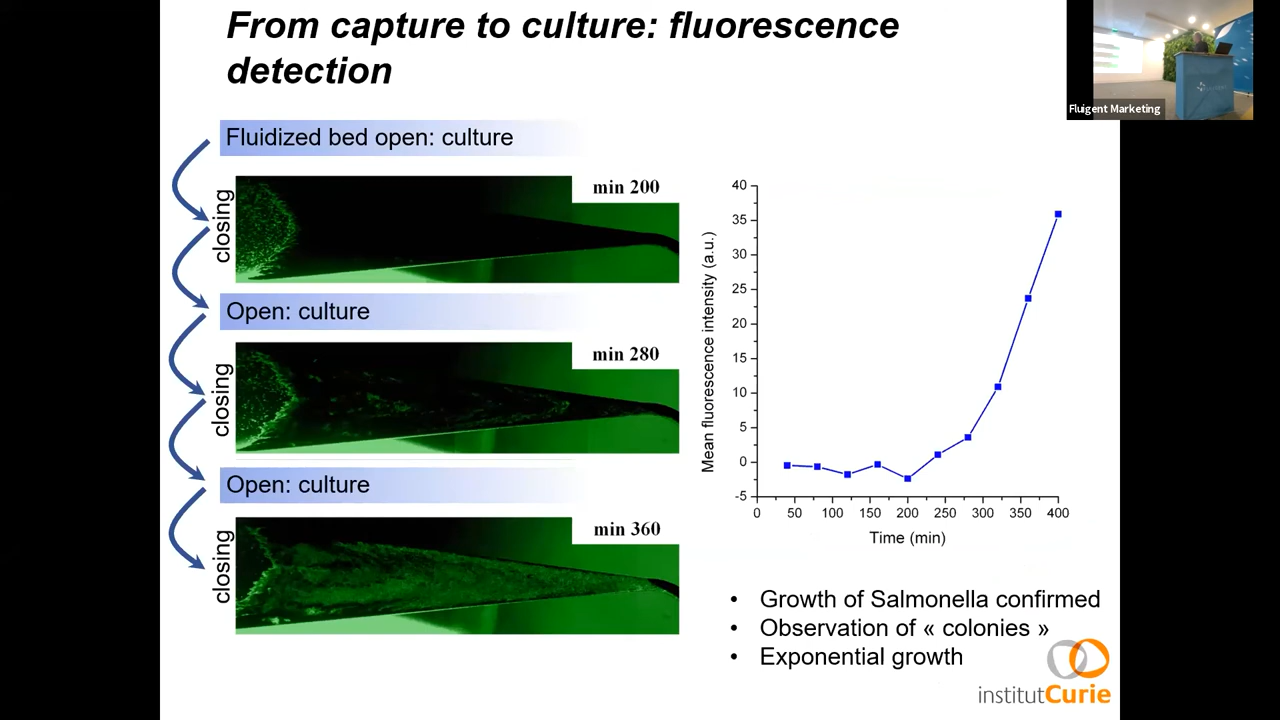 From capture to culture: fluorescence
detection
Fluigent Marketing
Fluidized bed open: culture
closing
min 200
Open: culture
closing
min 280
Open: culture
closing
min 360
Mean fluorescence intensity (a.u.)
40
35
30
25
20
15
10
5
0
-5
0 50 100 150 200 250 300 350 400
Time (min)
• Growth of Salmonella confirmed
• Observation of « colonies »
• Exponential growth
institutCurie